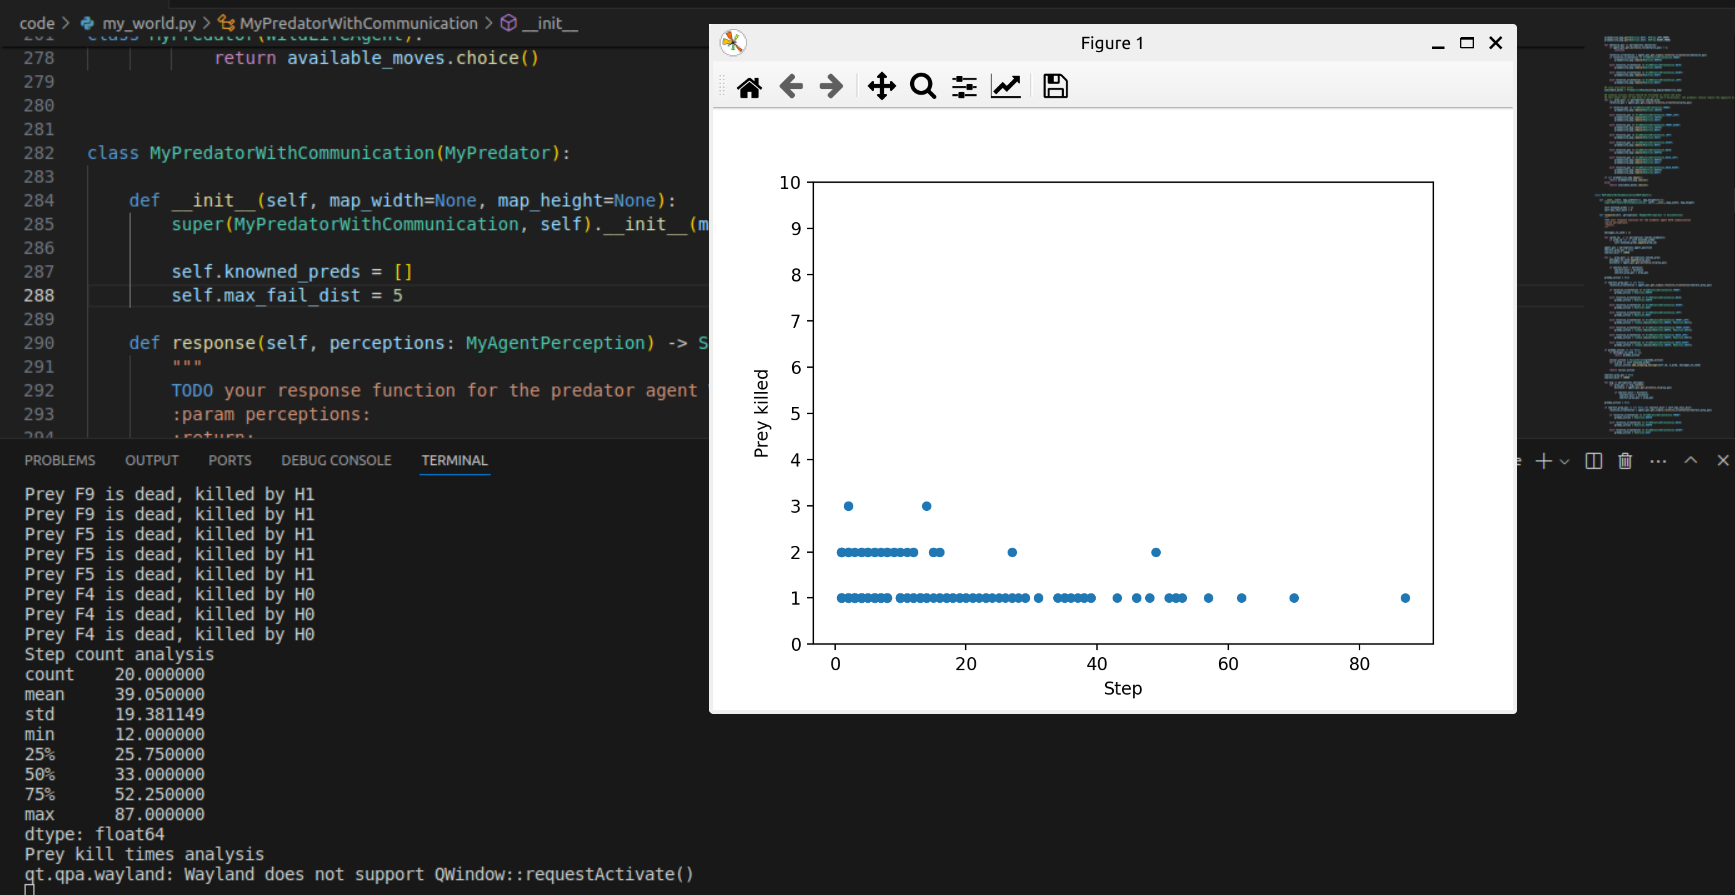 code > my_world.py > MyPredatorWithCommunication > __init__
261 class MyPredator(WildLifeAgent):
278 return available_moves.choice()
279
280
281
282 class MyPredatorWithCommunication(MyPredator):
283
284 def __init__(self, map_width=None, map_height=None):
285 super(MyPredatorWithCommunication, self).__init__(m
286
287 self.knowned_preds = []
288 self.max_fail_dist = 5
289
290 def response(self, perceptions: MyAgentPerception) -> S
291 """
292 TODO your response function for the predator agent
293 :param perceptions:
294 :return:
PROBLEMS OUTPUT PORTS DEBUG CONSOLE TERMINAL
Prey F9 is dead, killed by H1
Prey F9 is dead, killed by H1
Prey F5 is dead, killed by H1
Prey F5 is dead, killed by H1
Prey F5 is dead, killed by H1
Prey F4 is dead, killed by H0
Prey F4 is dead, killed by H0
Prey F4 is dead, killed by H0
Step count analysis
count 20.000000
mean 39.050000
std 19.381149
min 12.000000
25% 25.750000
50% 33.000000
75% 52.250000
max 87.000000
dtype: float64
Prey kill times analysis
qt.qpa.wayland: Wayland does not support QWindow::requestActivate()
Figure 1
10
9
8
7
6
5
4
3
2
1
0
Prey killed
0 20 40 60 80
Step